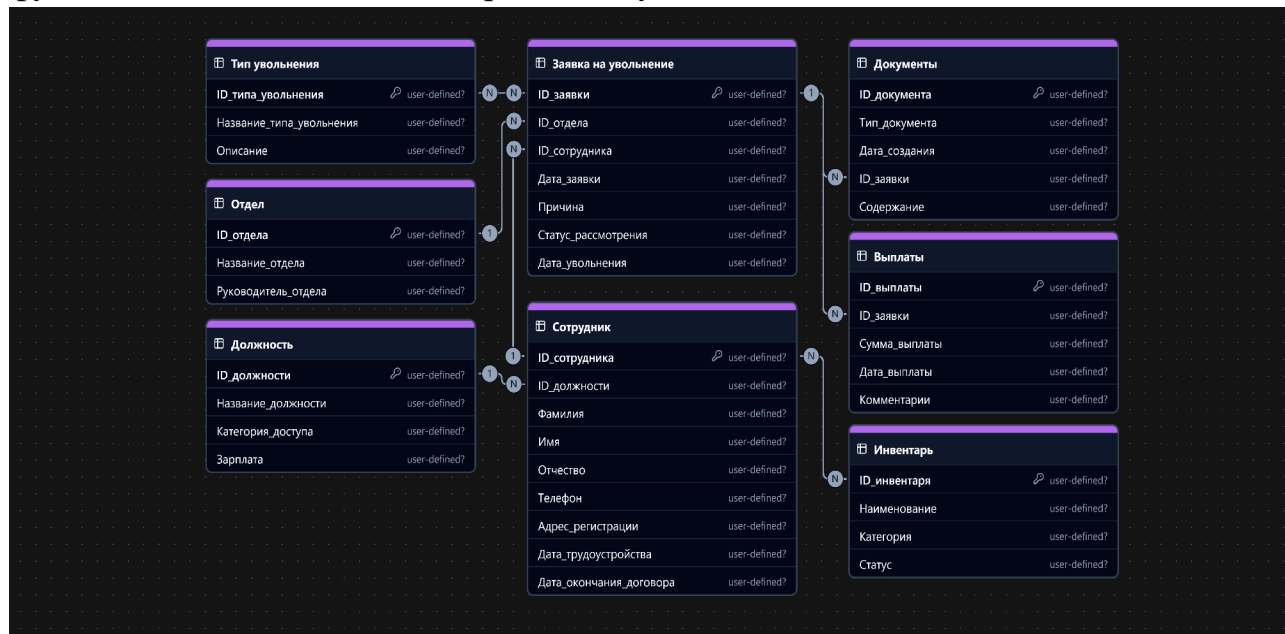 Тип увольнения
ID_типа_увольнения user-defined?
Название_типа_увольнения user-defined?
Описание user-defined?
Отдел
ID_отдела user-defined?
Название_отдела user-defined?
Руководитель_отдела user-defined?
Должность
ID_должности user-defined?
Название_должности user-defined?
Категория_доступа user-defined?
Зарплата user-defined?
N N
N
N
1
1
N
1
Заявка на увольнение
ID_заявки user-defined?
ID_отдела user-defined?
ID_сотрудника user-defined?
Дата_заявки user-defined?
Причина user-defined?
Статус_рассмотрения user-defined?
Дата_увольнения user-defined?
Сотрудник
ID_сотрудника user-defined?
ID_должности user-defined?
Фамилия user-defined?
Имя user-defined?
Отчество user-defined?
Телефон user-defined?
Адрес_регистрации user-defined?
Дата_трудоустройства user-defined?
Дата_окончания_договора user-defined?
1
N
N
N
N
Документы
ID_документа user-defined?
Тип_документа user-defined?
Дата_создания user-defined?
ID_заявки user-defined?
Содержание user-defined?
Выплаты
ID_выплаты user-defined?
ID_заявки user-defined?
Сумма_выплаты user-defined?
Дата_выплаты user-defined?
Комментарии user-defined?
Инвентарь
ID_инвентаря user-defined?
Наименование user-defined?
Категория user-defined?
Статус user-defined?